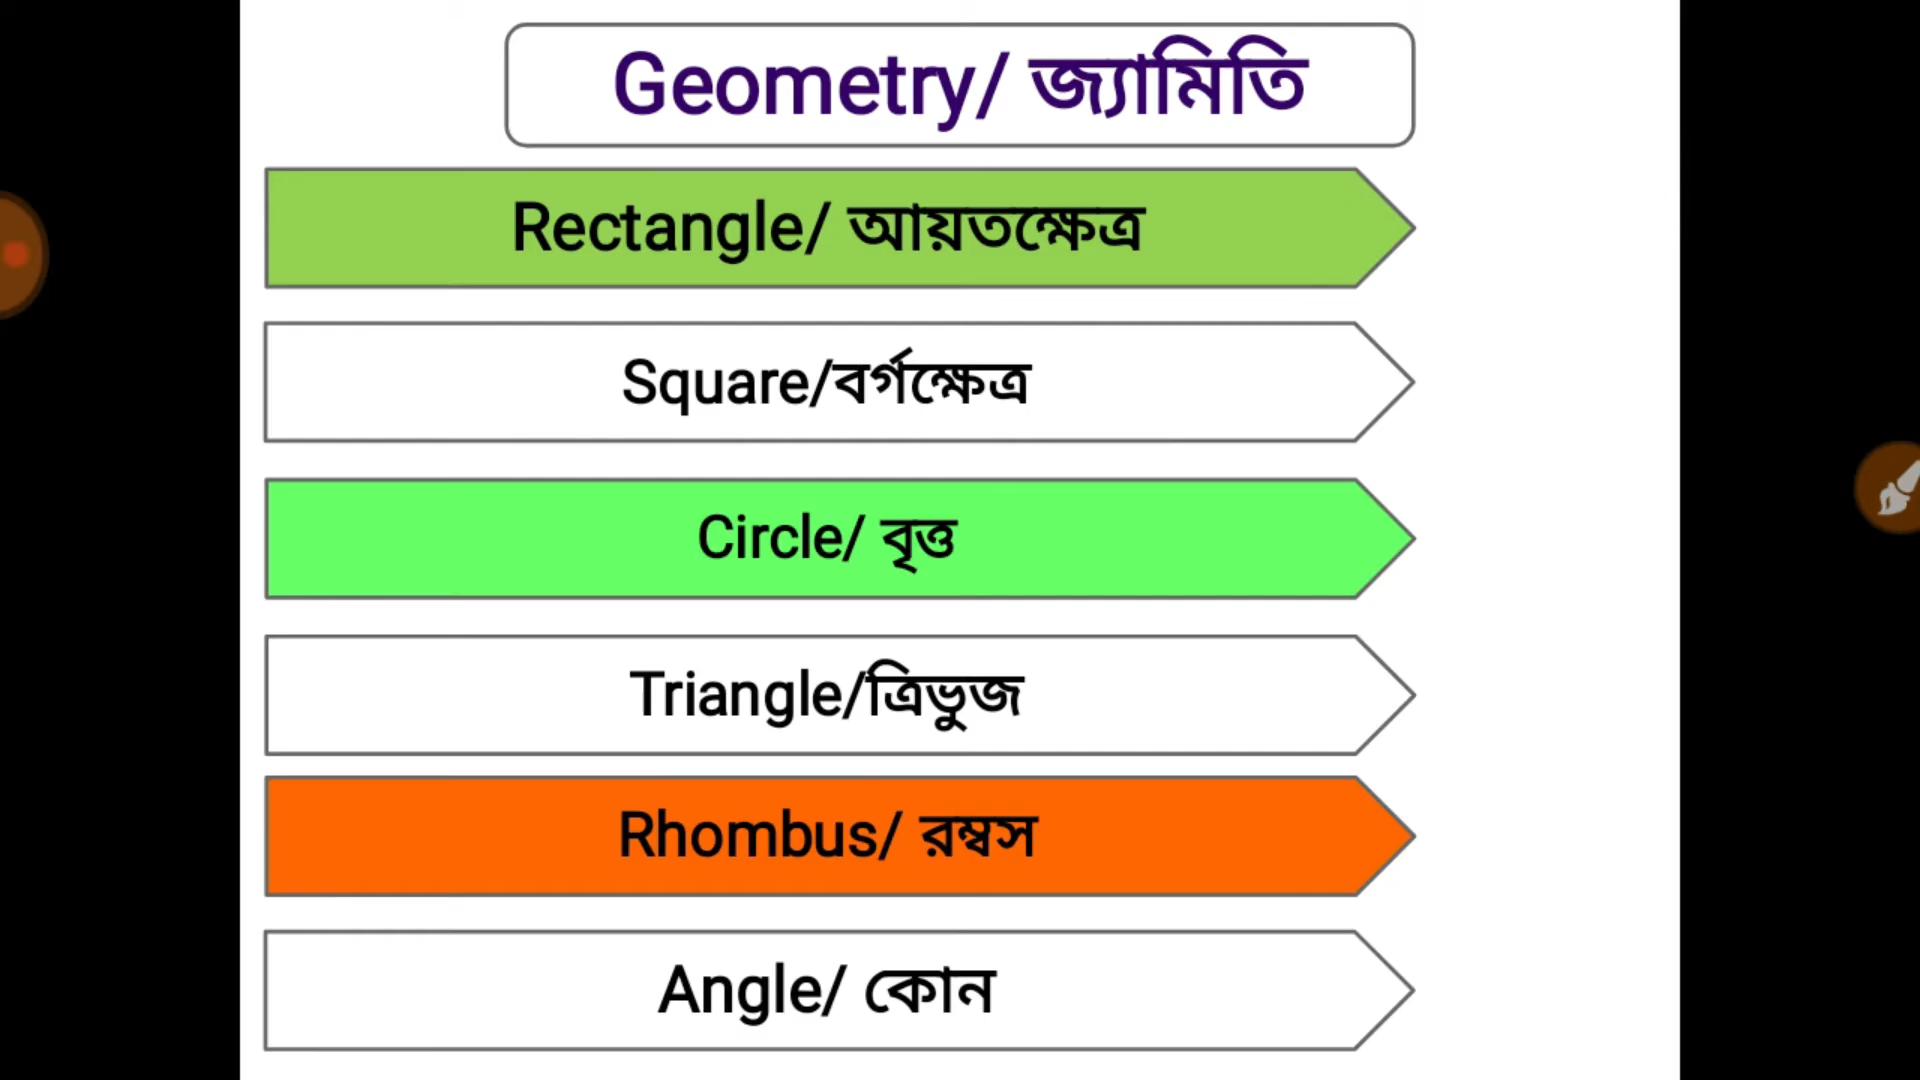 Geometry/ জ্যামিতি
Rectangle/ আয়তক্ষেত্র
Square/বর্গক্ষেত্র
Circle/ বৃত্ত
Triangle/ত্রিভুজ
Rhombus/ রম্বস
Angle/ কোন